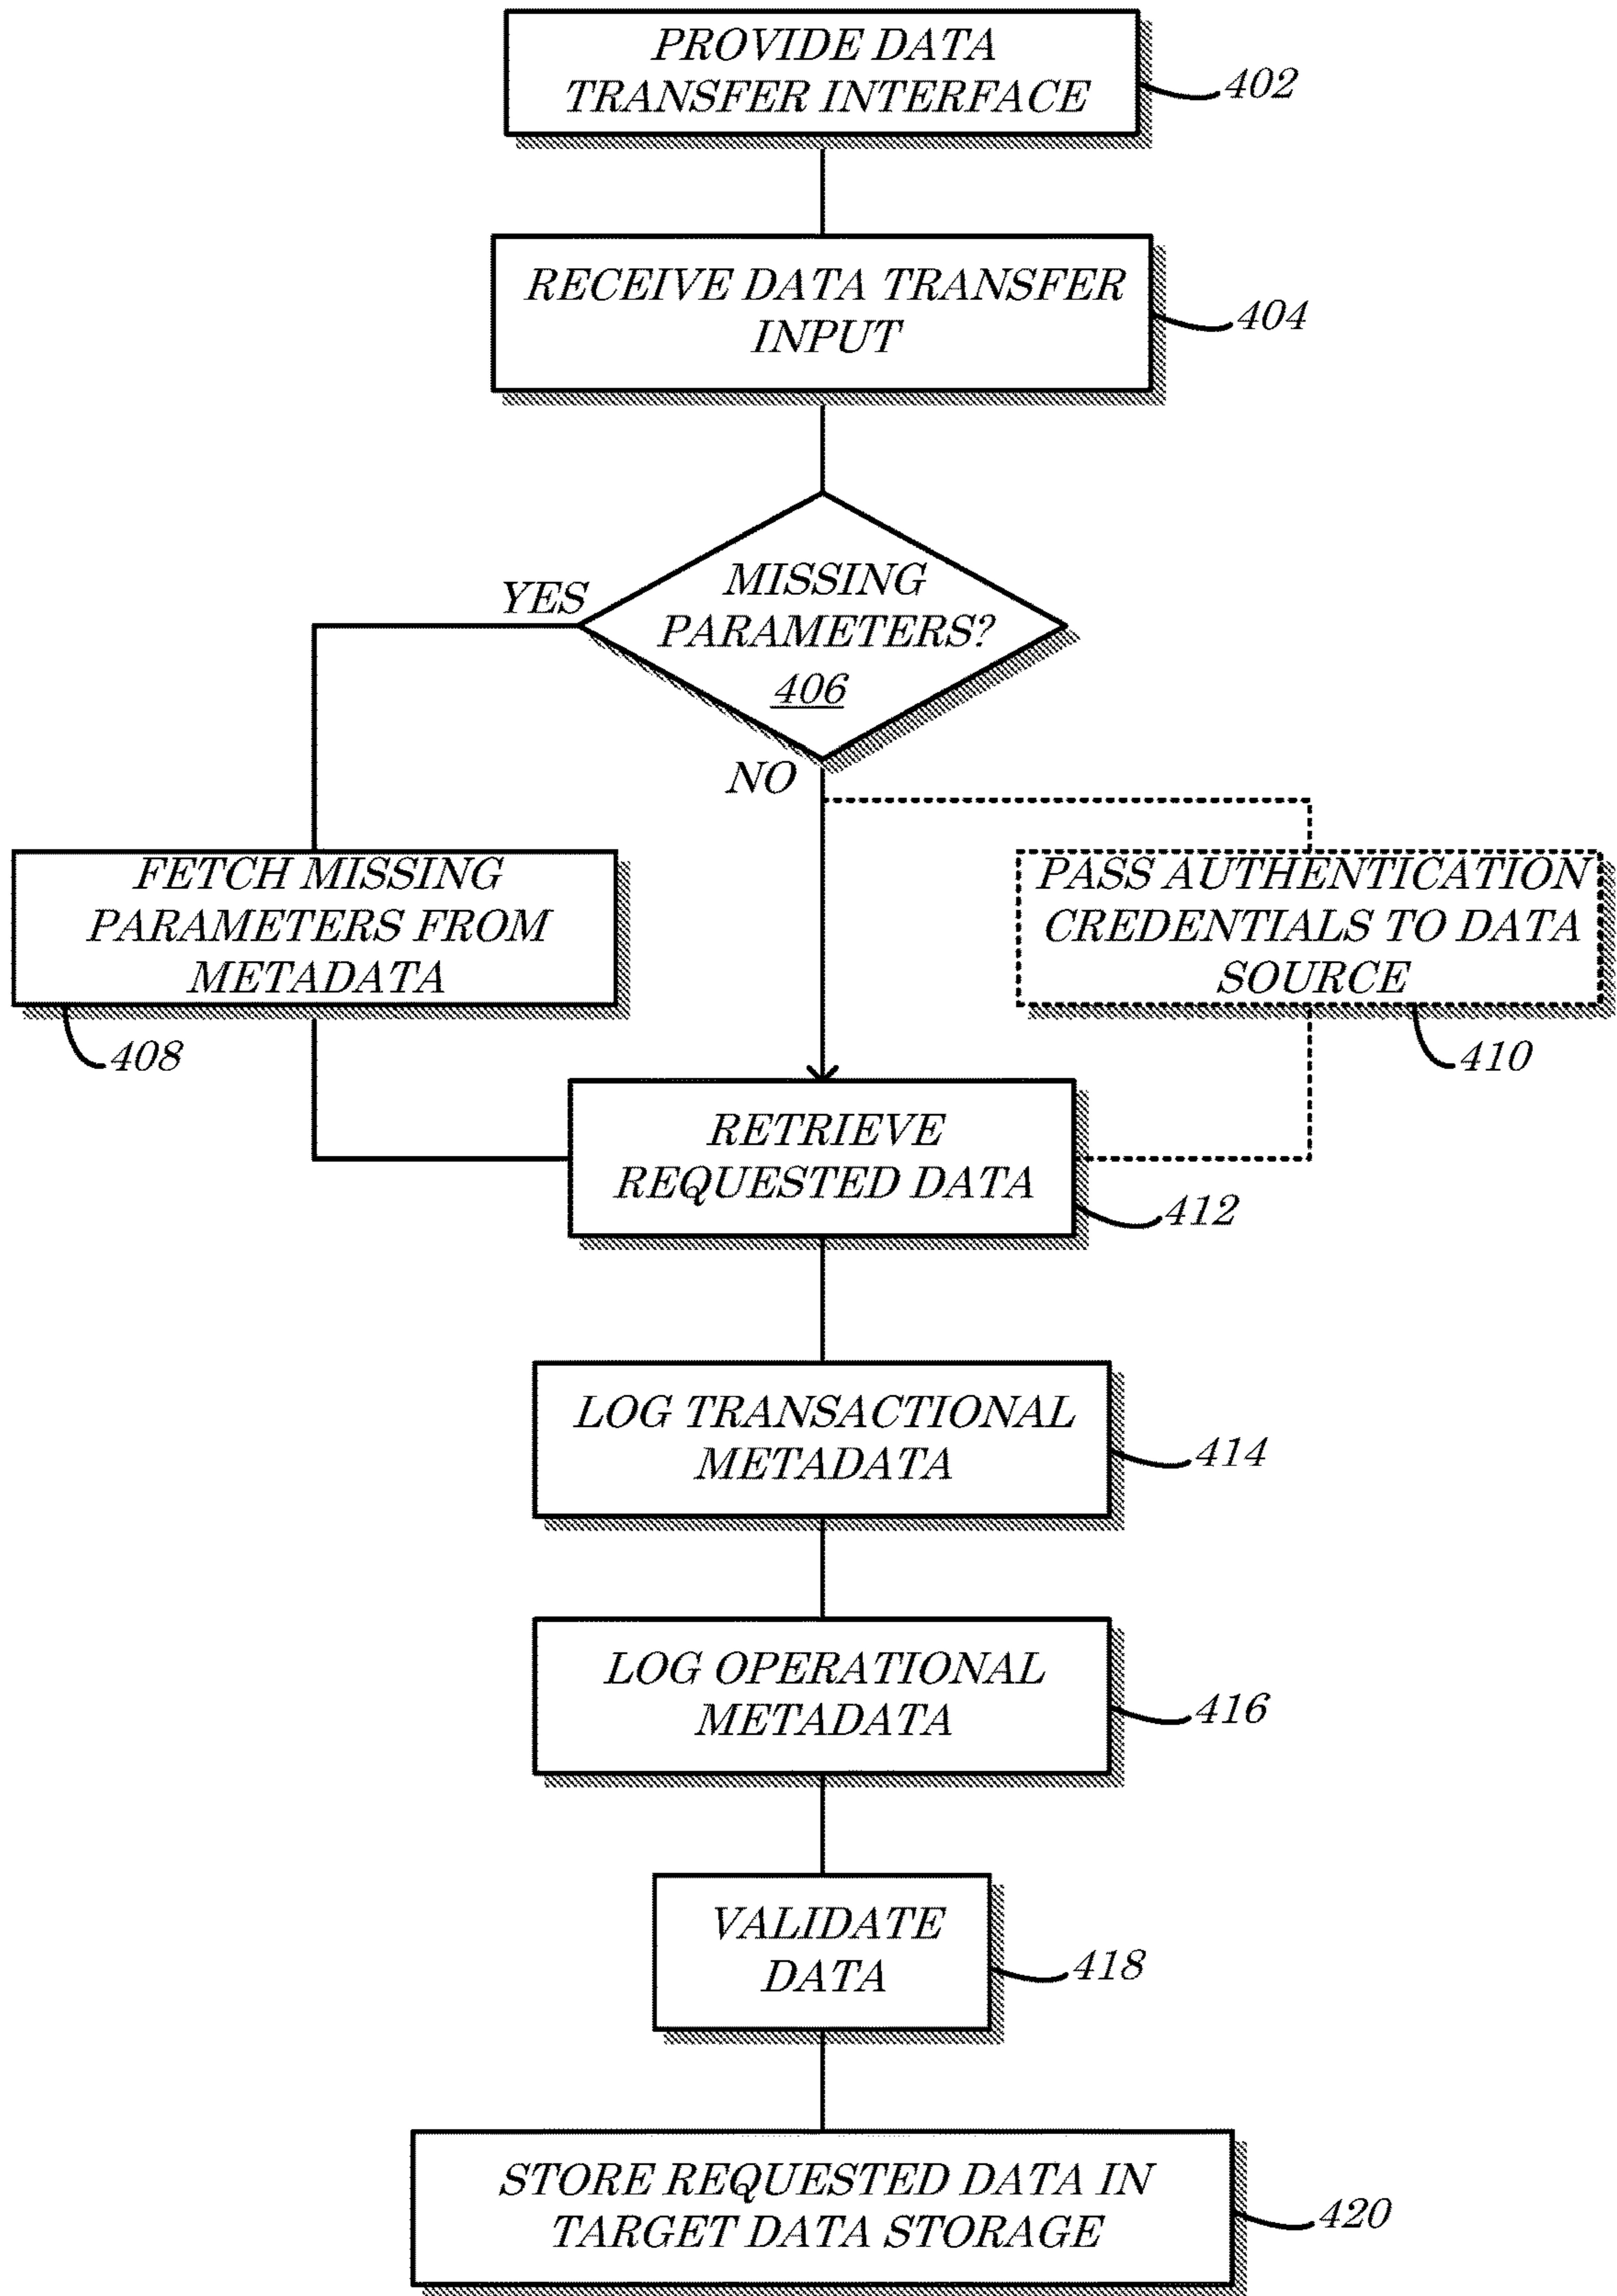 PROVIDE DATA
TRANSFER INTERFACE
402
RECEIVE DATA TRANSFER
INPUT
404
MISSING
PARAMETERS?
406
YES
NO
FETCH MISSING
PARAMETERS FROM
METADATA
408
PASS AUTHENTICATION
CREDENTIALS TO DATA
SOURCE
410
RETRIEVE
REQUESTED DATA
412
LOG TRANSACTIONAL
METADATA
414
LOG OPERATIONAL
METADATA
416
VALIDATE
DATA
418
STORE REQUESTED DATA IN
TARGET DATA STORAGE
420